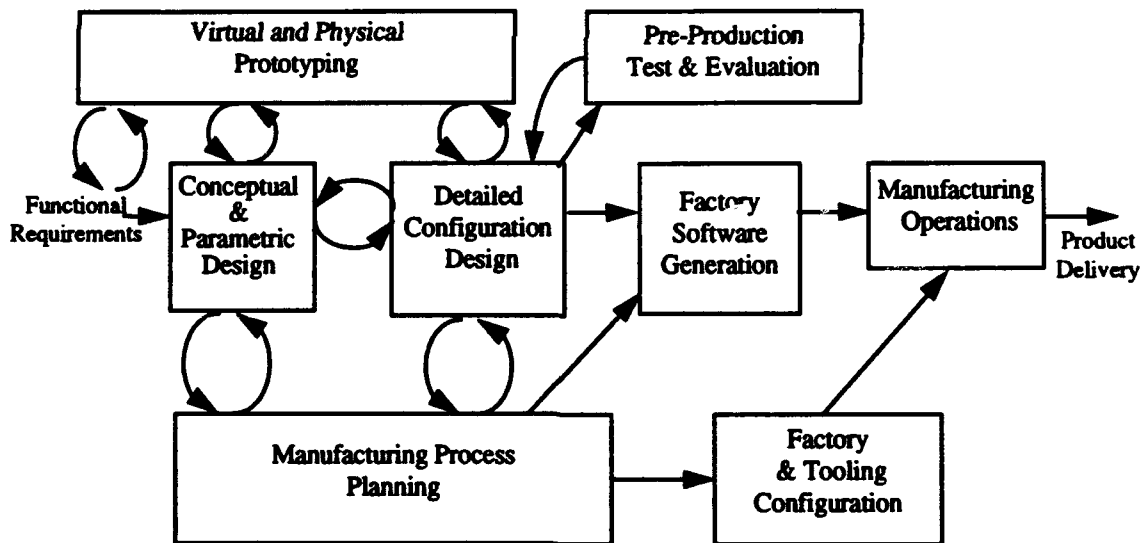 Virtual and Physical
Prototyping
Pre-Production
Test & Evaluation
Functional
Requirements
Conceptual
&
Parametric
Design
Detailed
Configuration
Design
Factory
Software
Generation
Manufacturing
Operations
Product
Delivery
Manufacturing Process
Planning
Factory
& Tooling
Configuration